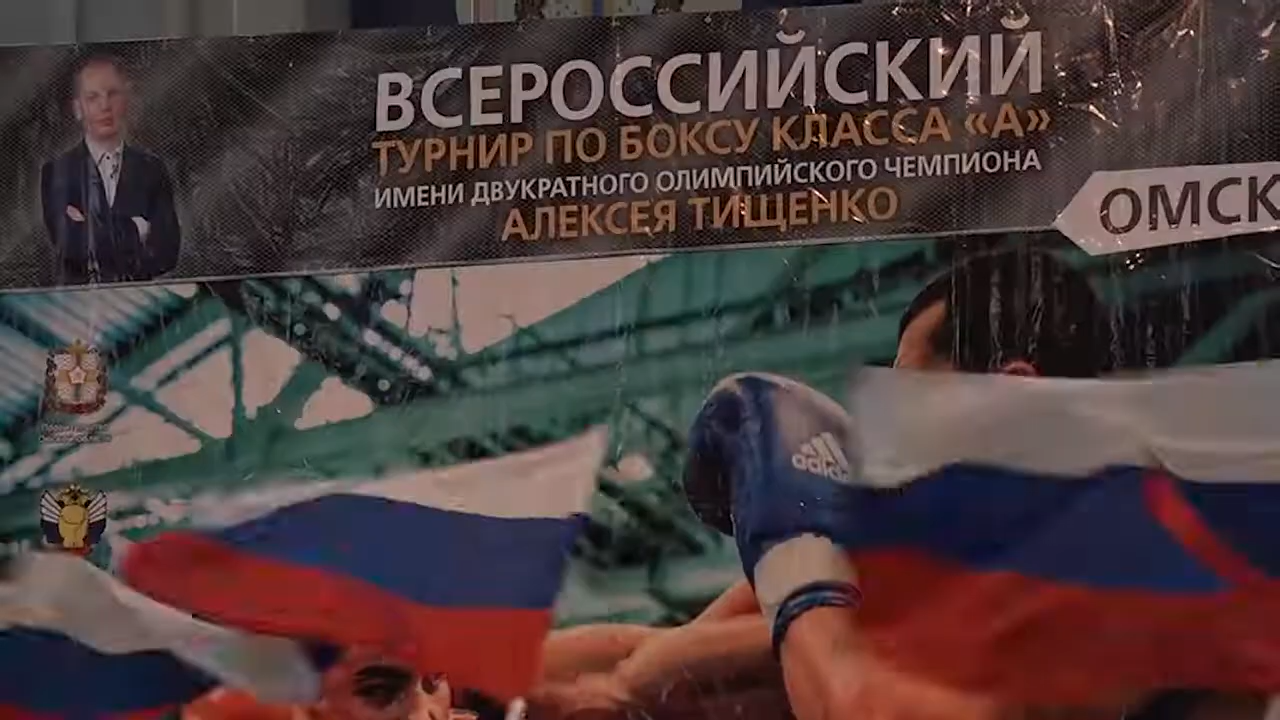 ВСЕРОССИЙСКИЙ
ТУРНИР ПО БОКСУ КЛАССА «А»
ИМЕНИ ДВУКРАТНОГО ОЛИМПИЙСКОГО ЧЕМПИОНА
АЛЕКСЕЯ ТИЩЕНКО
ОМСК
adidas